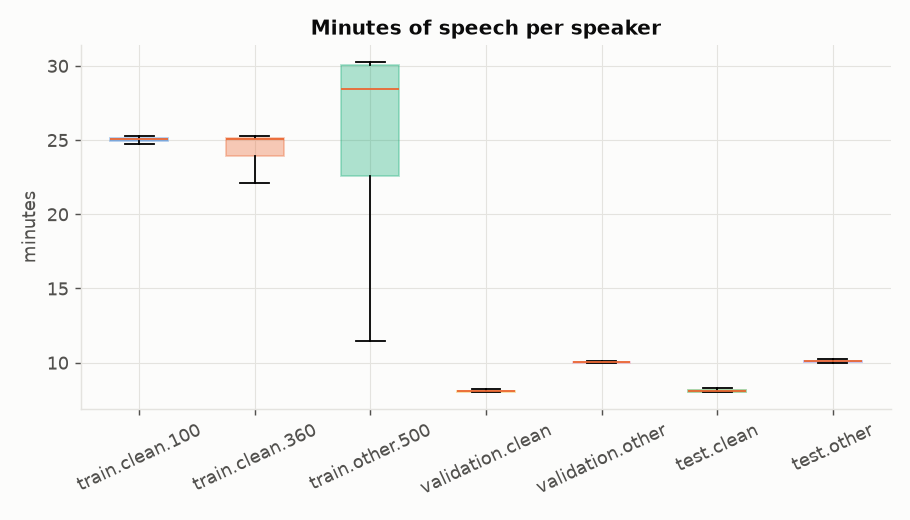 Minutes of speech per speaker
minutes
30
25
20
15
10
train.clean.100
train.clean.360
train.other.500
validation.clean
validation.other
test.clean
test.other